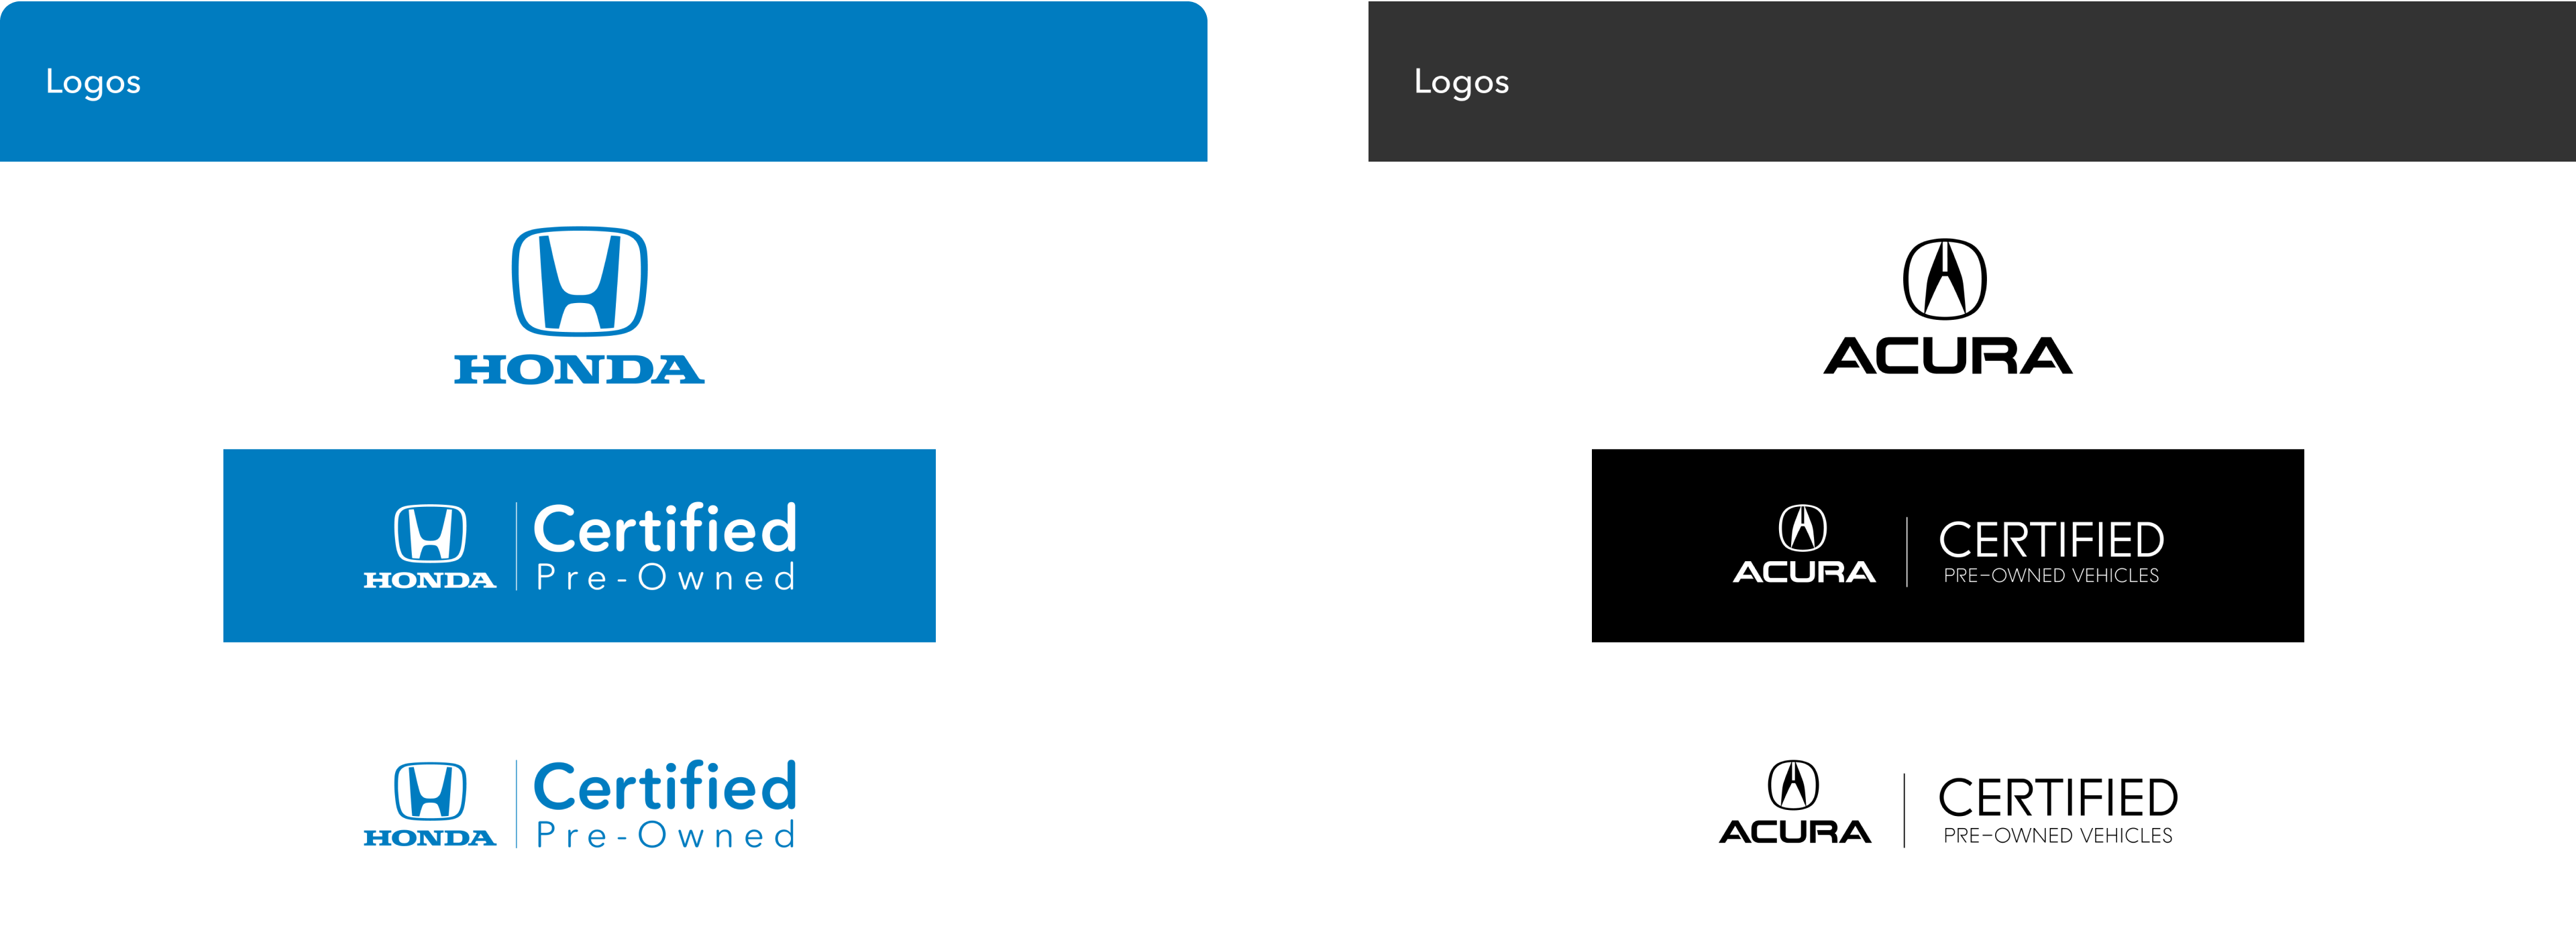 Logos
HONDA
HONDA
Certified
Pre-Owned
HONDA
Certified
Pre-Owned
Logos
ACURA
ACURA
CERTIFIED
PRE-OWNED VEHICLES
ACURA
CERTIFIED
PRE-OWNED VEHICLES